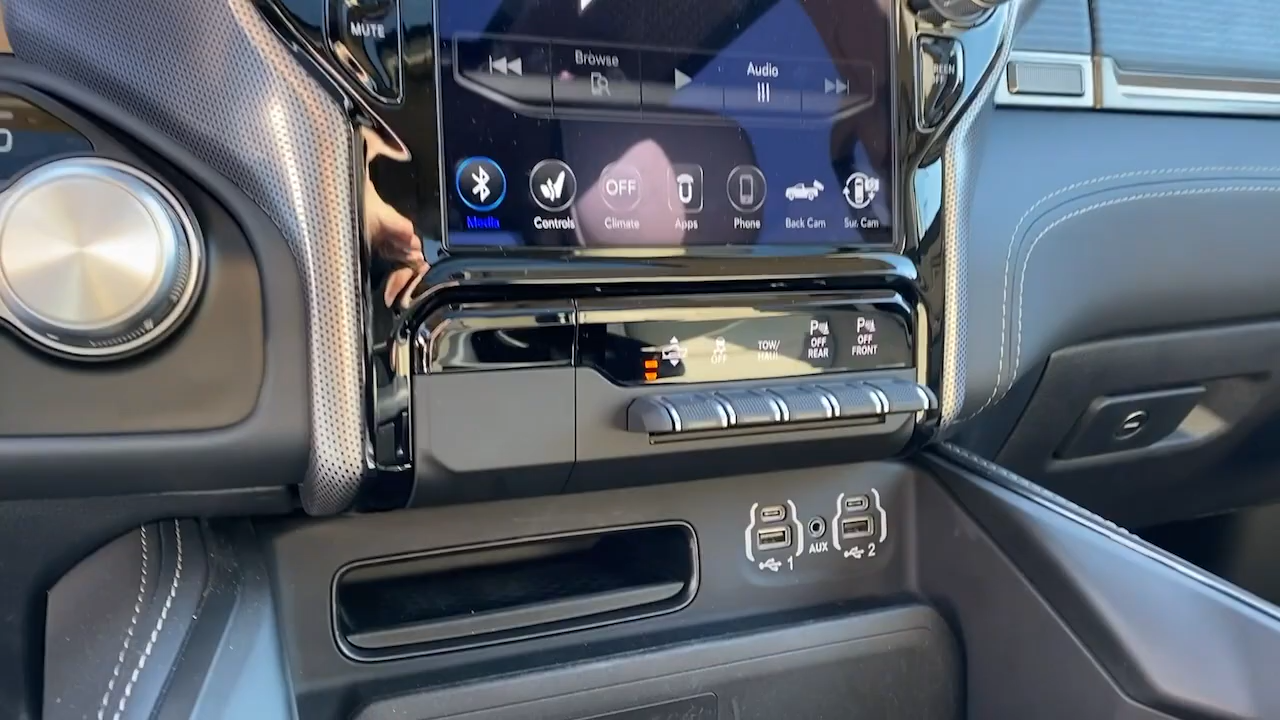 MUTE
Browse
Audio
OFF
Media
Controls
Climate
Apps
Phone
Back Cam
Sur. Cam
OFF
TOW/
HAUL
P
OFF
REAR
P
OFF
FRONT
1
AUX
2